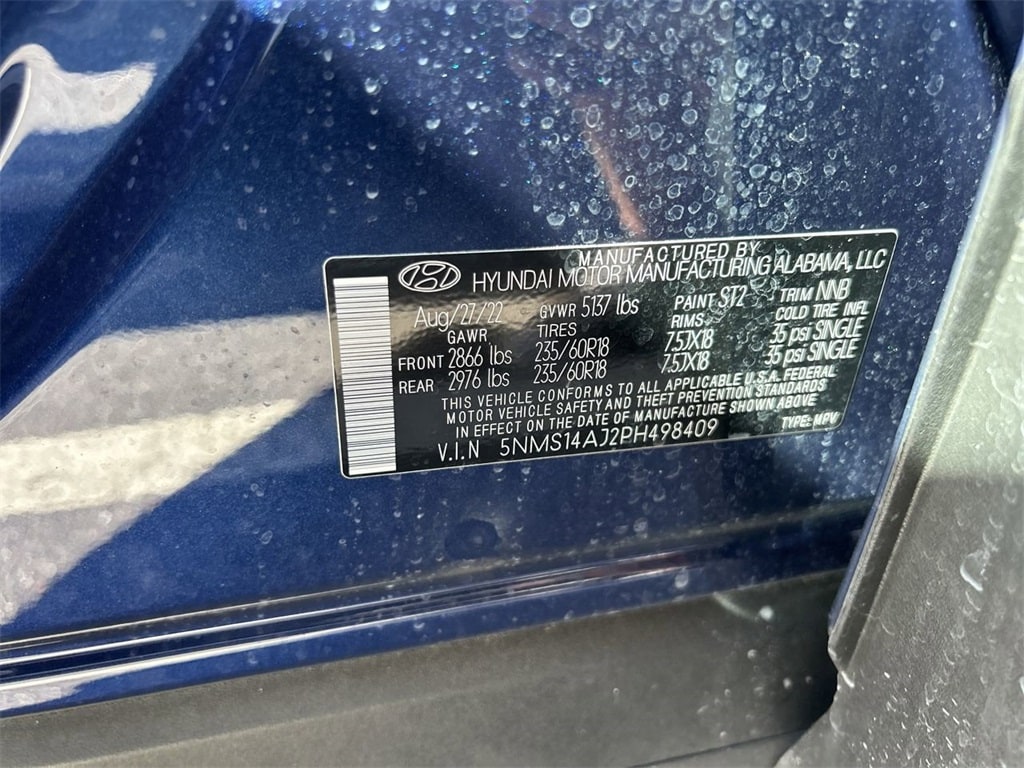 MANUFACTURED BY
HYUNDAI MOTOR MANUFACTURING ALABAMA, LLC
Aug/27/22 GVWR 5137 lbs PAINT ST2 TRIM NNB
GAWR TIRES RIMS COLD TIRE INFL
FRONT 2866 lbs 235/60R18 7.5JX18 35 psi SINGLE
REAR 2976 lbs 235/60R18 7.5JX18 35 psi SINGLE
THIS VEHICLE CONFORMS TO ALL APPLICABLE U.S.A. FEDERAL
MOTOR VEHICLE SAFETY AND THEFT PREVENTION STANDARDS
IN EFFECT ON DATE OF MANUFACTURE SHOWN ABOVE
V.I.N 5NMS14AJ2PH498409 TYPE: MPV